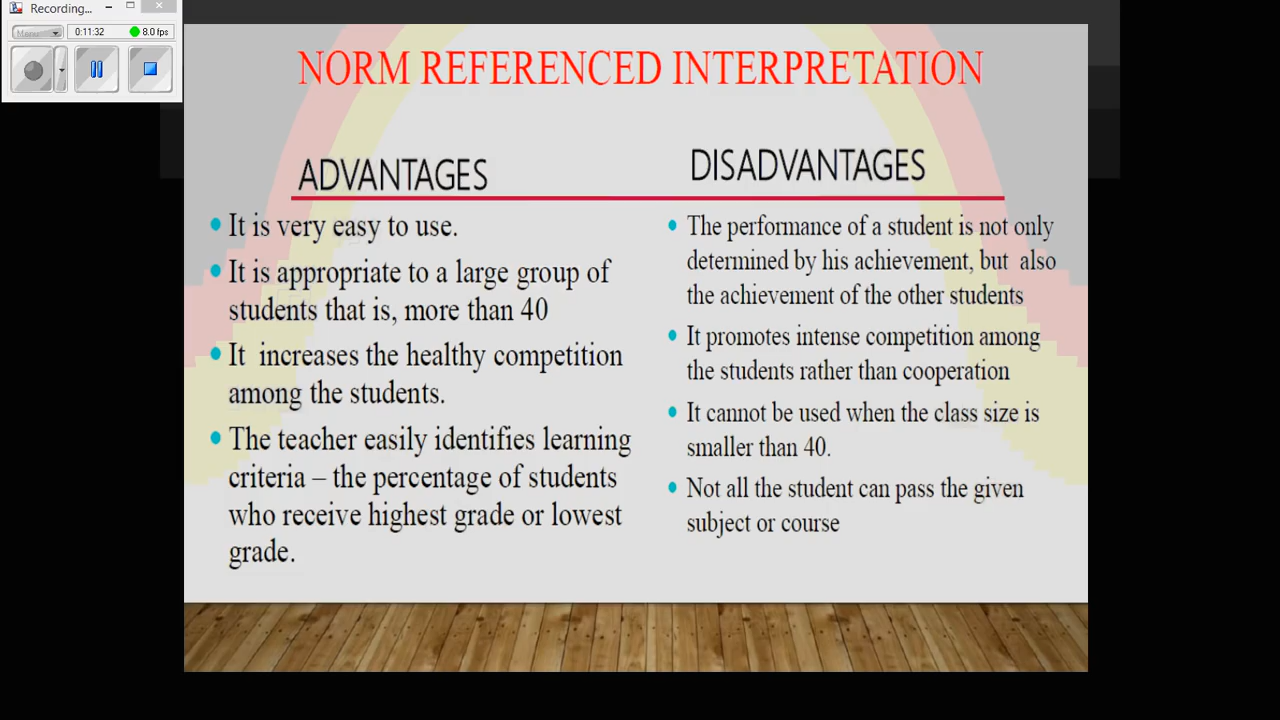 Recording...
Menu
0:11:32
8.0 fps
NORM REFERENCED INTERPRETATION
ADVANTAGES
It is very easy to use.
It is appropriate to a large group of
students that is, more than 40
It increases the healthy competition
among the students.
The teacher easily identifies learning
criteria – the percentage of students
who receive highest grade or lowest
grade.
DISADVANTAGES
The performance of a student is not only
determined by his achievement, but also
the achievement of the other students
It promotes intense competition among
the students rather than cooperation
It cannot be used when the class size is
smaller than 40.
Not all the student can pass the given
subject or course